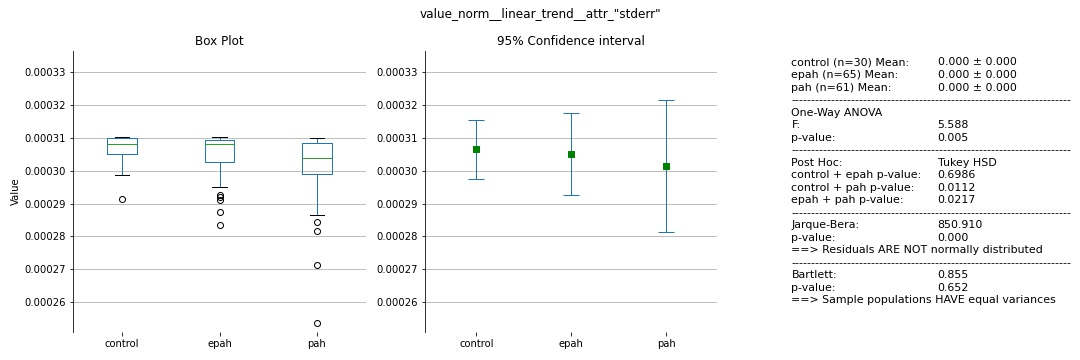 value_norm__linear_trend__attr_"stderr"
Box Plot
Value
0.00033
0.00032
0.00031
0.00030
0.00029
0.00028
0.00027
0.00026
control epah pah
95% Confidence interval
0.00033
0.00032
0.00031
0.00030
0.00029
0.00028
0.00027
0.00026
control epah pah
control (n=30) Mean: 0.000 ± 0.000
epah (n=65) Mean: 0.000 ± 0.000
pah (n=61) Mean: 0.000 ± 0.000
One-Way ANOVA
F: 5.588
p-value: 0.005
Post Hoc: Tukey HSD
control + epah p-value: 0.6986
control + pah p-value: 0.0112
epah + pah p-value: 0.0217
Jarque-Bera: 850.910
p-value: 0.000
==> Residuals ARE NOT normally distributed
Bartlett: 0.855
p-value: 0.652
==> Sample populations HAVE equal variances